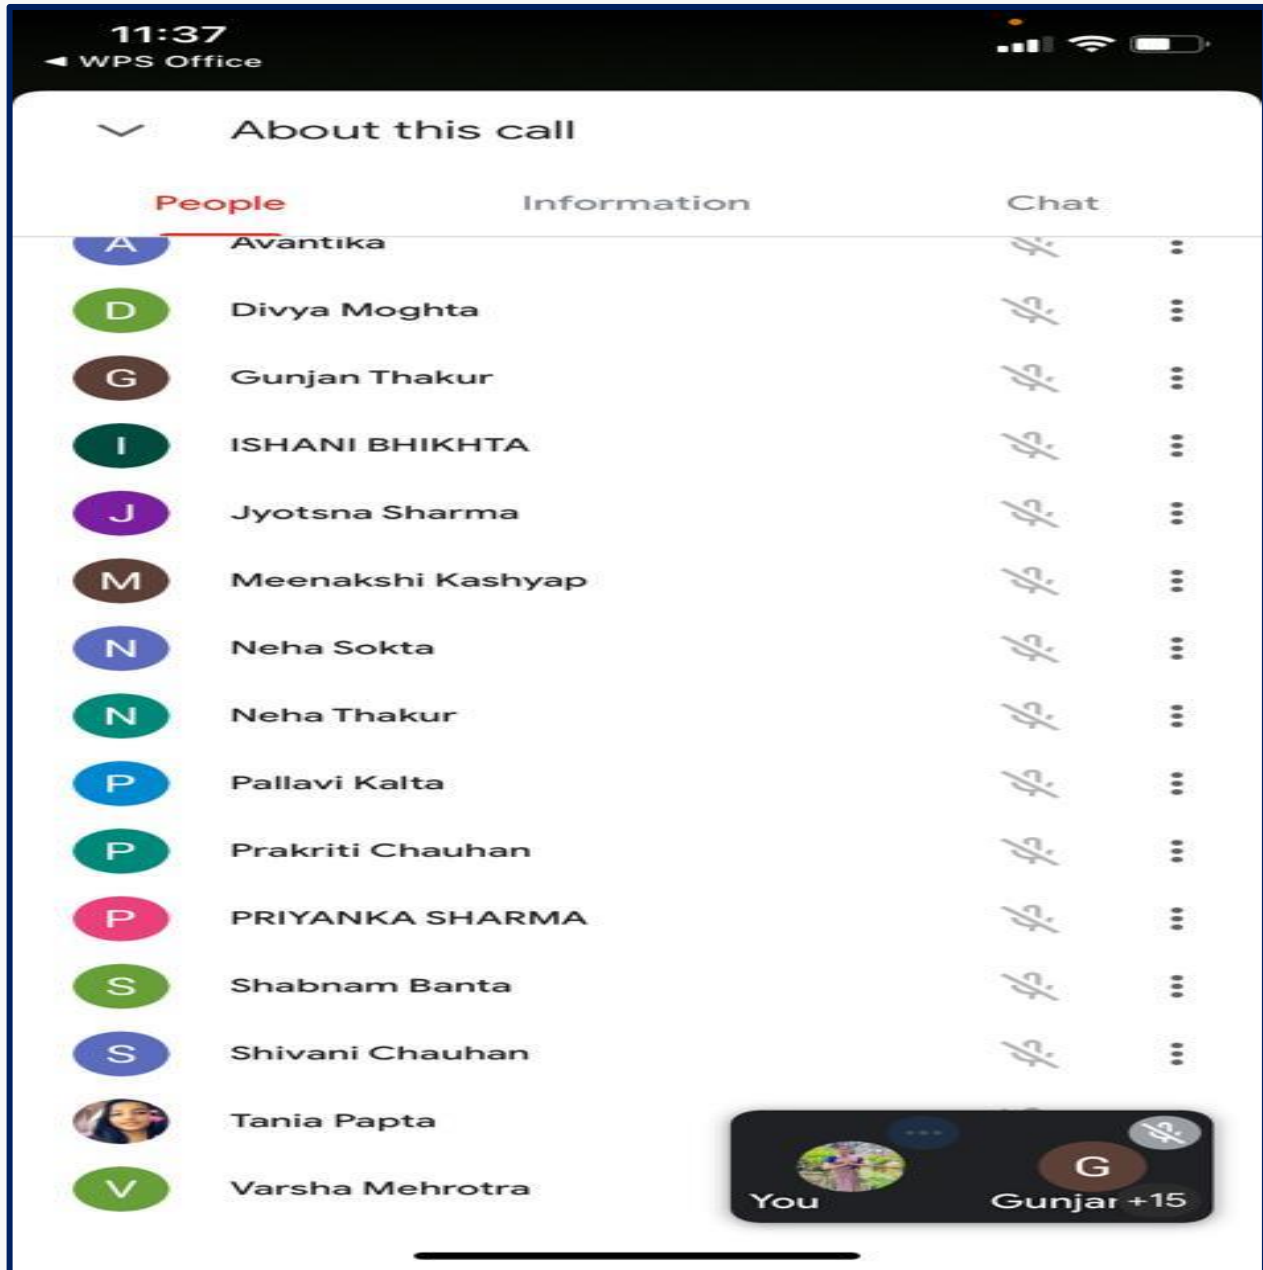 11:37
◄ WPS Office
About this call
People Information Chat
A Avantika
D Divya Moghta
G Gunjan Thakur
I ISHANI BHIKHTA
J Jyotsna Sharma
M Meenakshi Kashyap
N Neha Sokta
N Neha Thakur
P Pallavi Kalta
P Prakriti Chauhan
P PRIYANKA SHARMA
S Shabnam Banta
S Shivani Chauhan
Tania Papta
V Varsha Mehrotra
G
You Gunjar +15